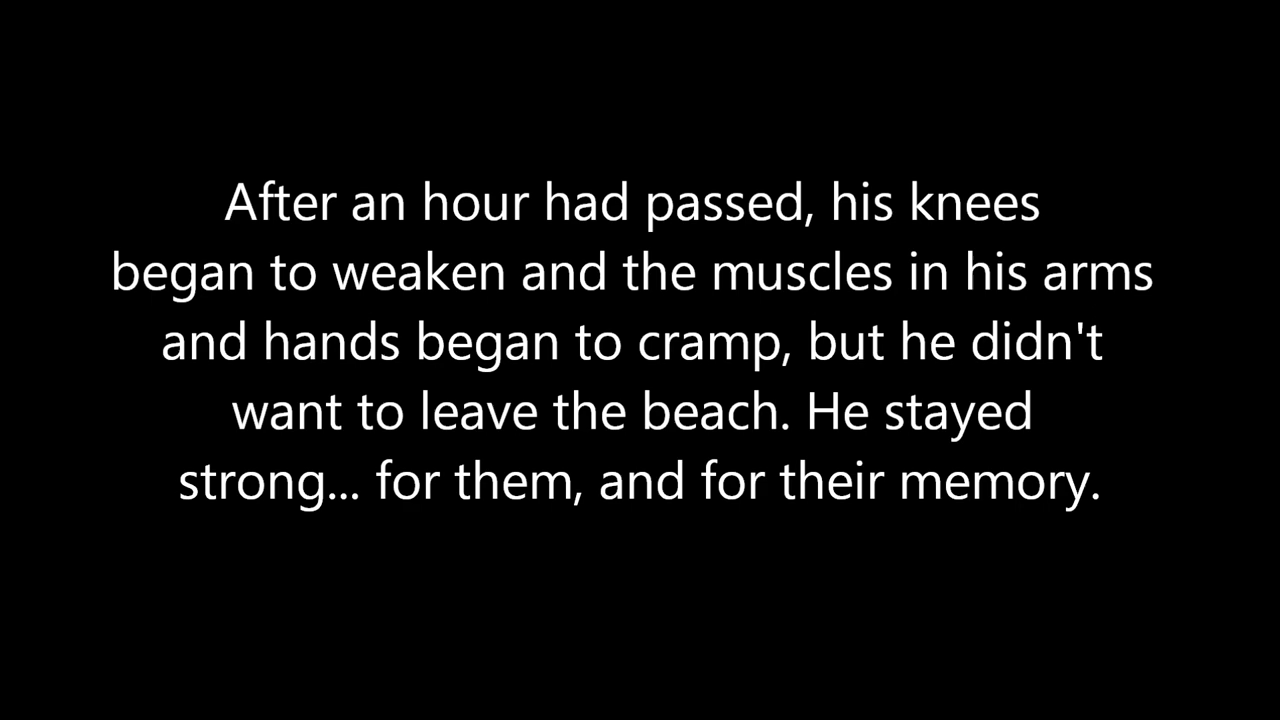 After an hour had passed, his knees
began to weaken and the muscles in his arms
and hands began to cramp, but he didn't
want to leave the beach. He stayed
strong... for them, and for their memory.